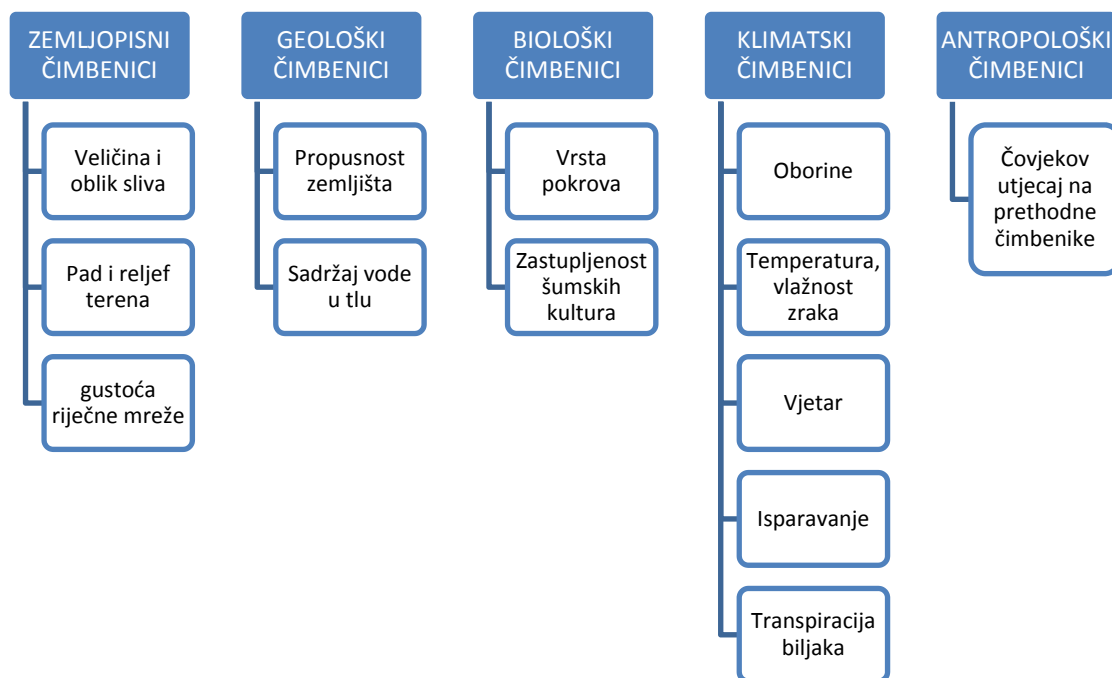 ZEMLJOPISNI
ČIMBENICI
Veličina i
oblik sliva
Pad i reljef
terena
gustoća
riječne mreže
GEOLOŠKI
ČIMBENICI
Propusnost
zemljišta
Sadržaj vode
u tlu
BIOLOŠKI
ČIMBENICI
Vrsta
pokrova
Zastupljenost
šumskih
kultura
KLIMATSKI
ČIMBENICI
Oborine
Temperatura,
vlažnost
zraka
Vjetar
Isparavanje
Transpiracija
biljaka
ANTROPOLOŠKI
ČIMBENICI
Čovjekov
utjecaj na
prethodne
čimbenike